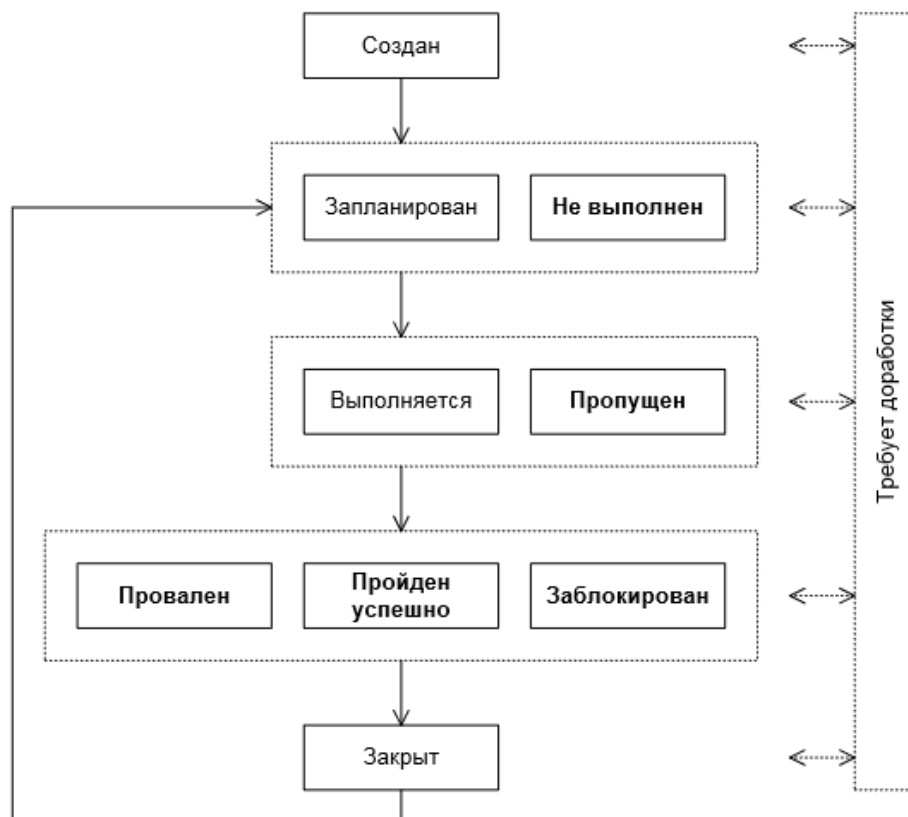 Создан
Запланирован
Не выполнен
Выполняется
Пропущен
Требует доработки
Провален
Пройден
успешно
Заблокирован
Закрыт